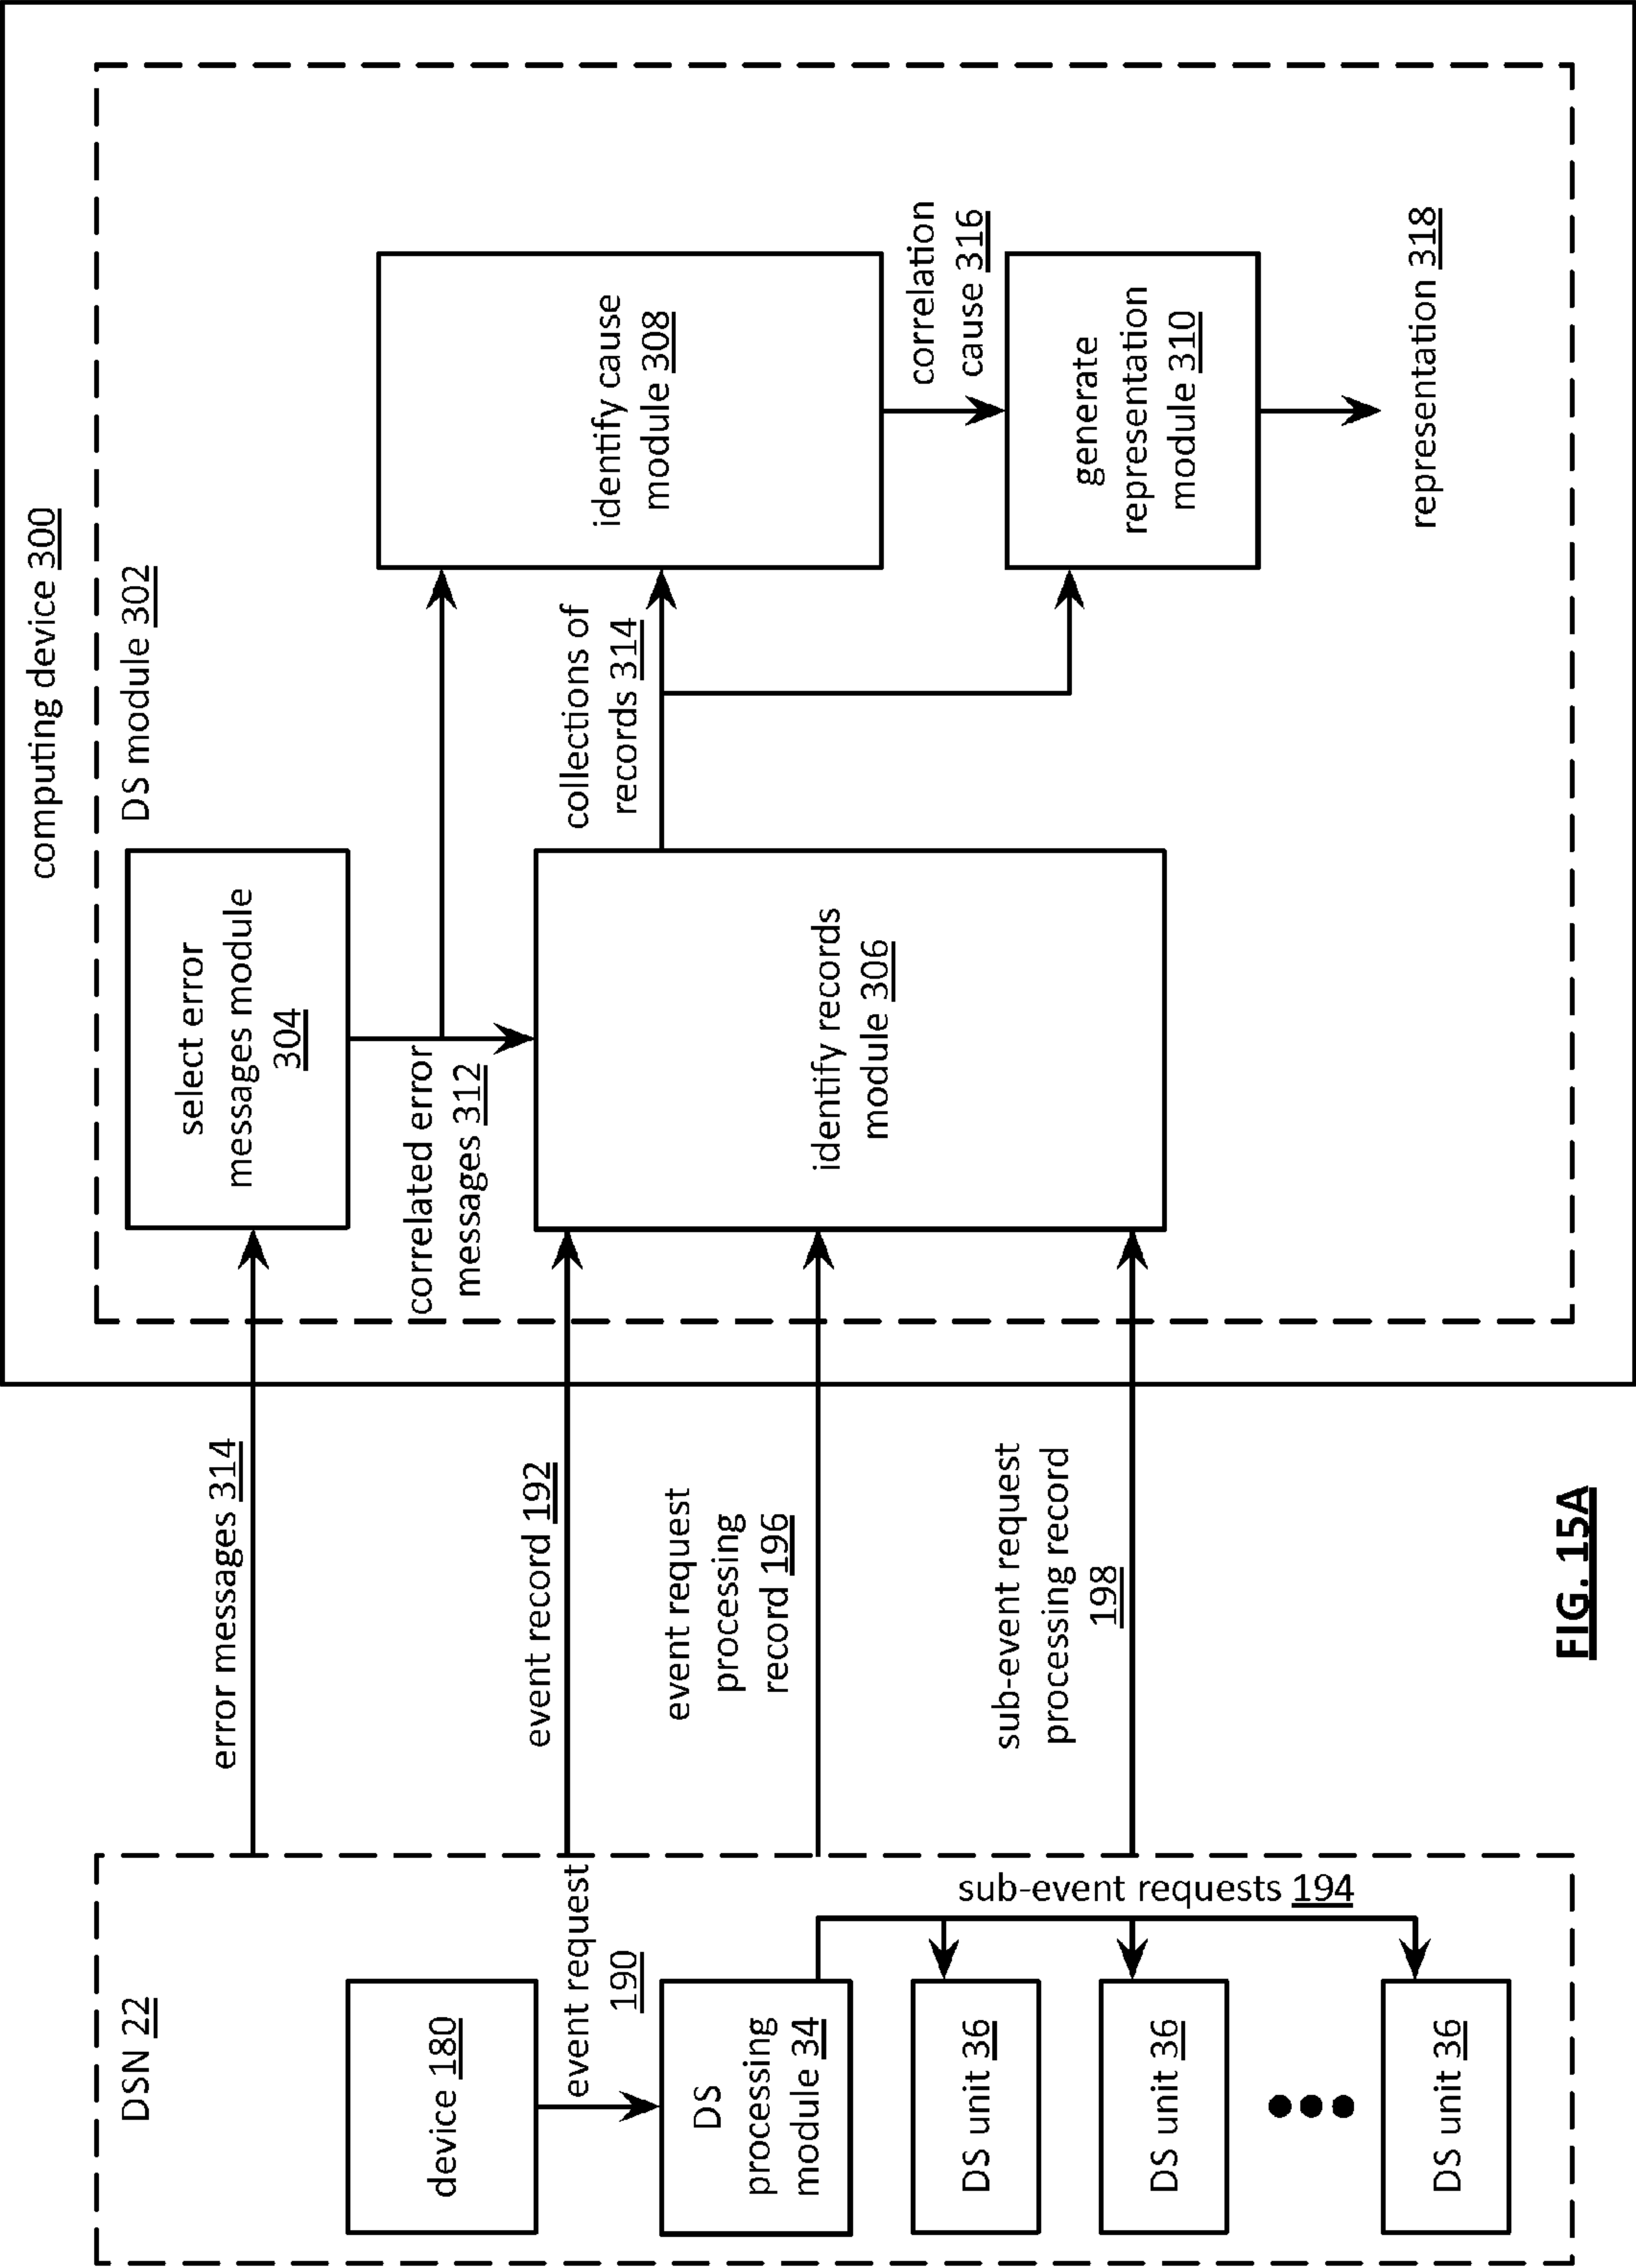 computing device 300
DS module 302
DSN 22
device 180
event request
190
DS
processing
module 34
DS unit 36
DS unit 36
DS unit 36
sub-event requests 194
error messages 314
event record 192
event request
processing
record 196
sub-event request
processing record
198
select error
messages module
304
correlated error
messages 312
identify records
module 306
collections of
records 314
identify cause
module 308
correlation
cause 316
generate
representation
module 310
representation 318
FIG. 15A